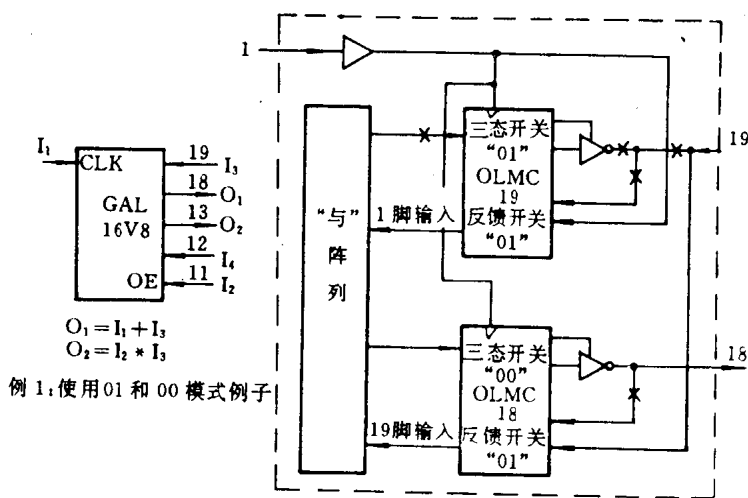 I₁
CLK
GAL
16V8
OE
19
I₃
18
O₁
13
O₂
12
I₄
11
I₂
O₁=I₁+I₃
O₂=I₂*I₃
例1:使用01和00模式例子
1
"与"
阵
列
三态开关
"01"
OLMC
19
反馈开关
"01"
1脚输入
19
三态开关
"00"
OLMC
18
反馈开关
"01"
19脚输入
18